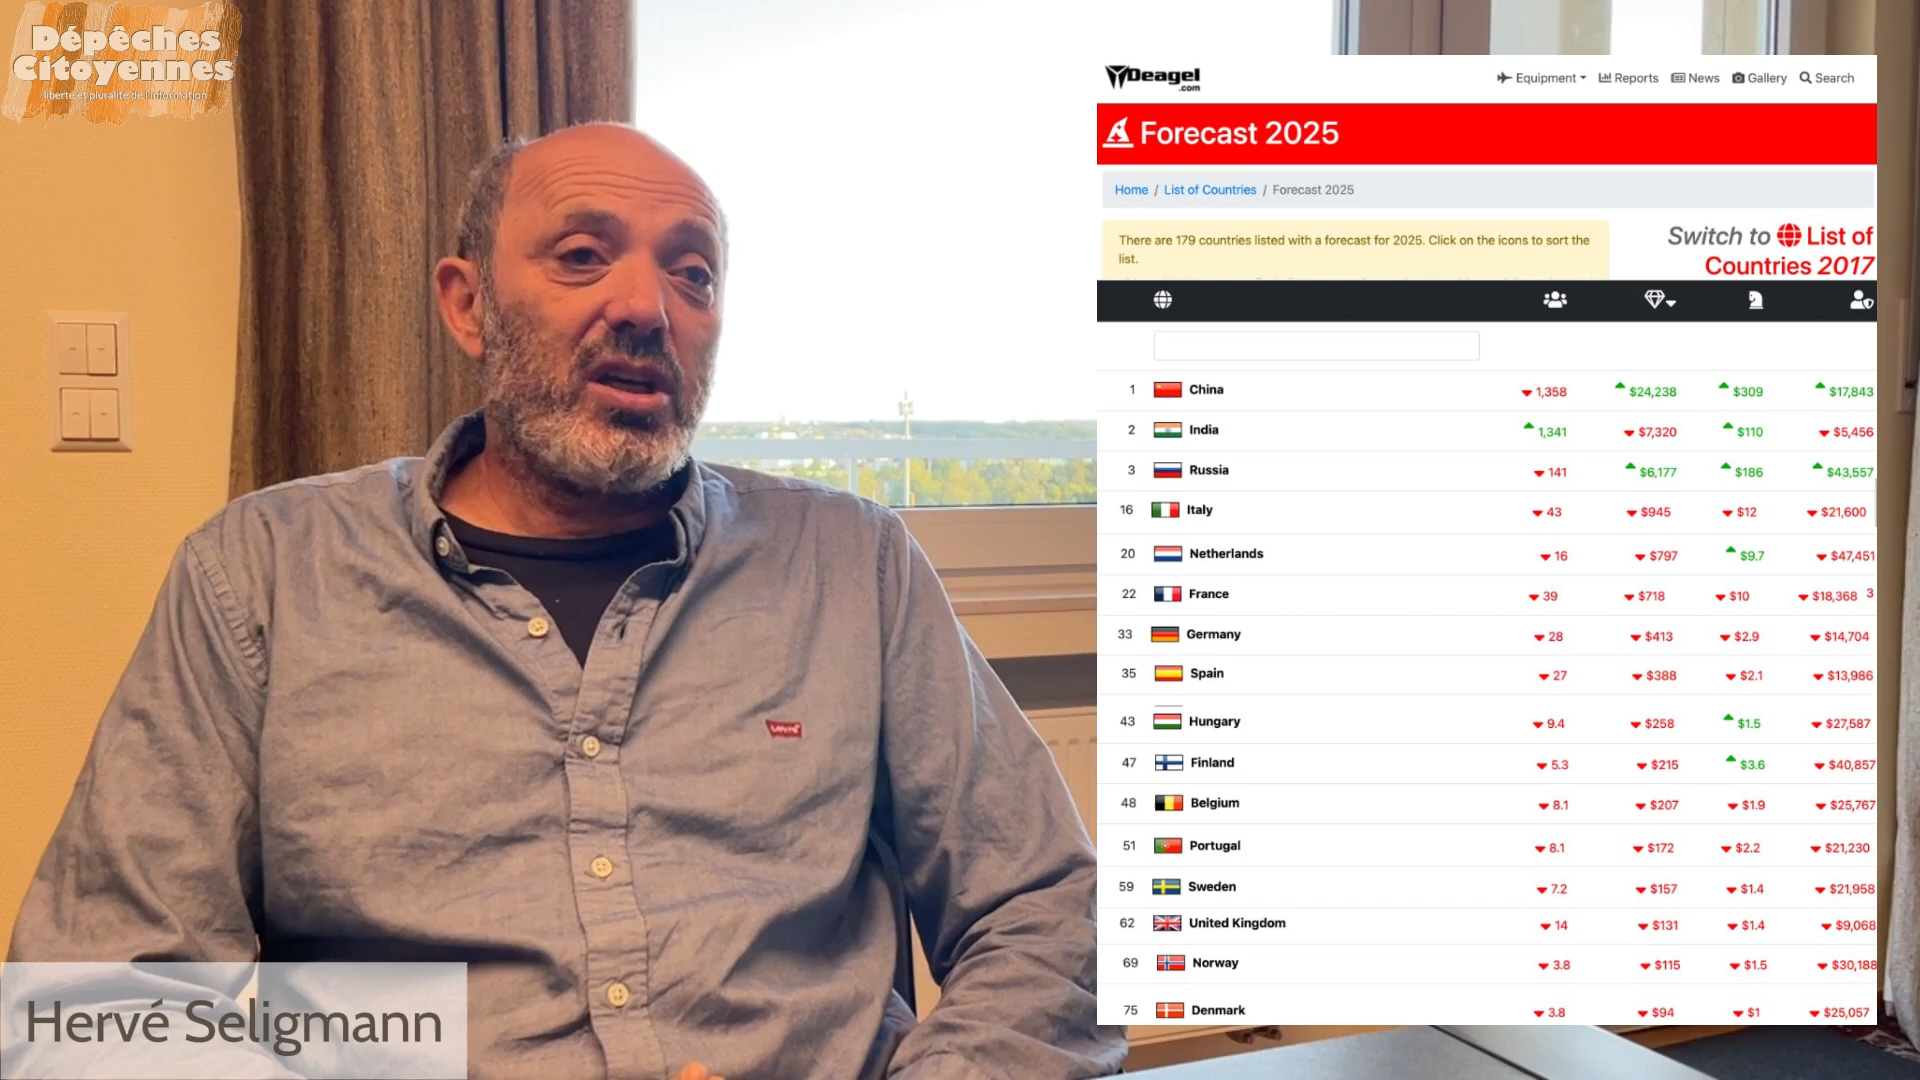 Dépêches
Citoyennes
liberté et pluralité de l'information
Deagel
.com
Equipment
Reports
News
Gallery
Search
Forecast 2025
Home / List of Countries / Forecast 2025
There are 179 countries listed with a forecast for 2025. Click on the icons to sort the
list.
Switch to List of
Countries 2017
1 China 1,358 $24,238 $309 $17,843
2 India 1,341 $7,320 $110 $5,456
3 Russia 141 $6,177 $186 $43,557
16 Italy 43 $945 $12 $21,600
20 Netherlands 16 $797 $9.7 $47,451
22 France 39 $718 $10 $18,368 3
33 Germany 28 $413 $2.9 $14,704
35 Spain 27 $388 $2.1 $13,986
43 Hungary 9.4 $258 $1.5 $27,587
47 Finland 5.3 $215 $3.6 $40,857
48 Belgium 8.1 $207 $1.9 $25,767
51 Portugal 8.1 $172 $2.2 $21,230
59 Sweden 7.2 $157 $1.4 $21,958
62 United Kingdom 14 $131 $1.4 $9,068
69 Norway 3.8 $115 $1.5 $30,188
75 Denmark 3.8 $94 $1 $25,057
Levi's
Hervé Seligmann